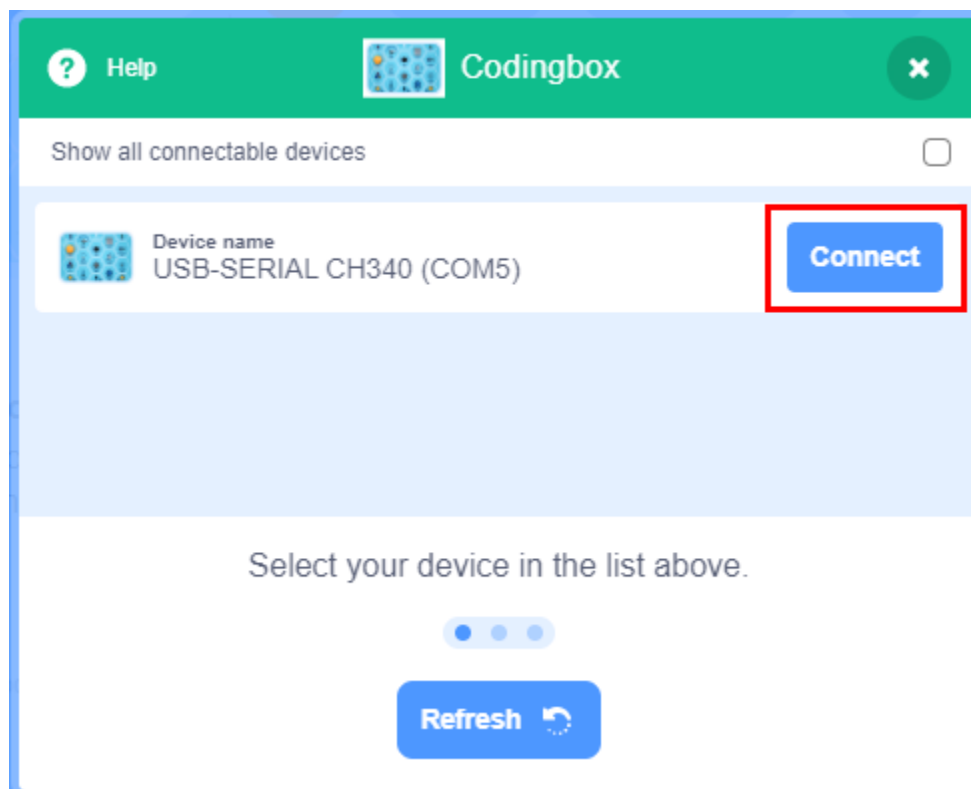 ? Help
Codingbox
Show all connectable devices
Device name
USB-SERIAL CH340 (COM5)
Connect
Select your device in the list above.
Refresh